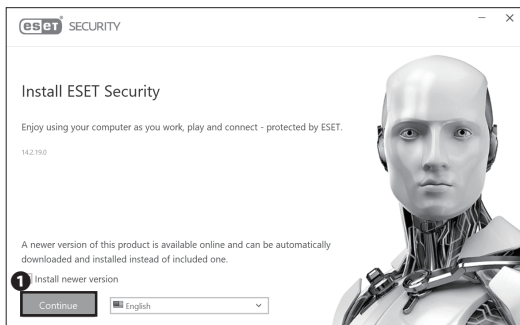 eset SECURITY
Install ESET Security
Enjoy using your computer as you work, play and connect - protected by ESET.
14.2.19.0
A newer version of this product is available online and can be automatically
downloaded and installed instead of included one.
1 Install newer version
Continue English